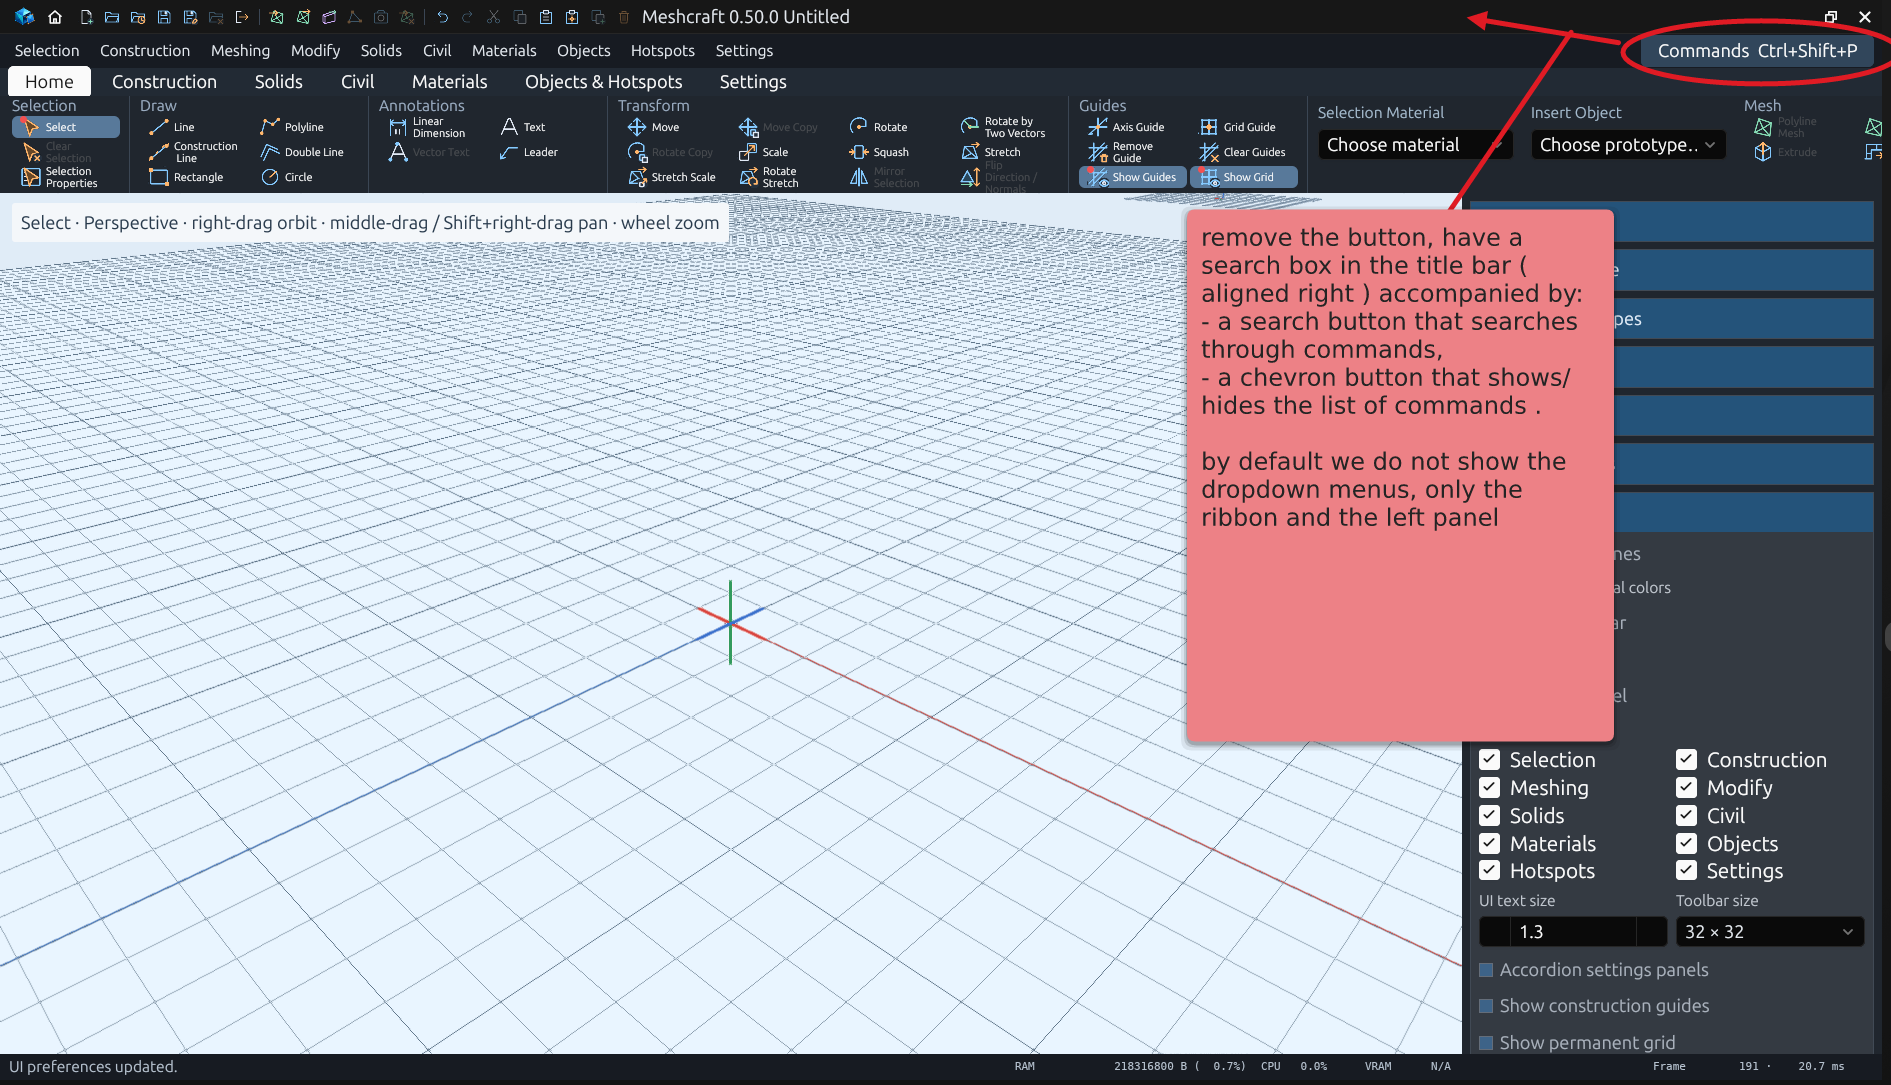 Meshcraft 0.50.0 Untitled
Selection Construction Meshing Modify Solids Civil Materials Objects Hotspots Settings
Commands Ctrl+Shift+P
Home Construction Solids Civil Materials Objects & Hotspots Settings
Selection
Select
Clear Selection
Selection Properties
Draw
Line
Polyline
Construction Line
Double Line
Rectangle
Circle
Annotations
Linear Dimension
Text
Vector Text
Leader
Transform
Move
Move Copy
Rotate
Rotate by Two Vectors
Rotate Copy
Scale
Squash
Stretch
Stretch Scale
Rotate Stretch
Mirror Selection
Flip Direction / Normals
Guides
Axis Guide
Grid Guide
Remove Guide
Clear Guides
Show Guides
Show Grid
Selection Material
Choose material
Insert Object
Choose prototype..
Mesh
Polyline Mesh
Extrude
Select · Perspective · right-drag orbit · middle-drag / Shift+right-drag pan · wheel zoom
remove the button, have a
search box in the title bar (
aligned right ) accompanied by:
- a search button that searches
through commands,
- a chevron button that shows/
hides the list of commands .
by default we do not show the
dropdown menus, only the
ribbon and the left panel
e
pes
nes
al colors
ar
el
Selection Construction
Meshing Modify
Solids Civil
Materials Objects
Hotspots Settings
UI text size Toolbar size
1.3 32 × 32
Accordion settings panels
Show construction guides
Show permanent grid
UI preferences updated.
RAM 218316800 B ( 0.7%) CPU 0.0% VRAM N/A Frame 191 · 20.7 ms